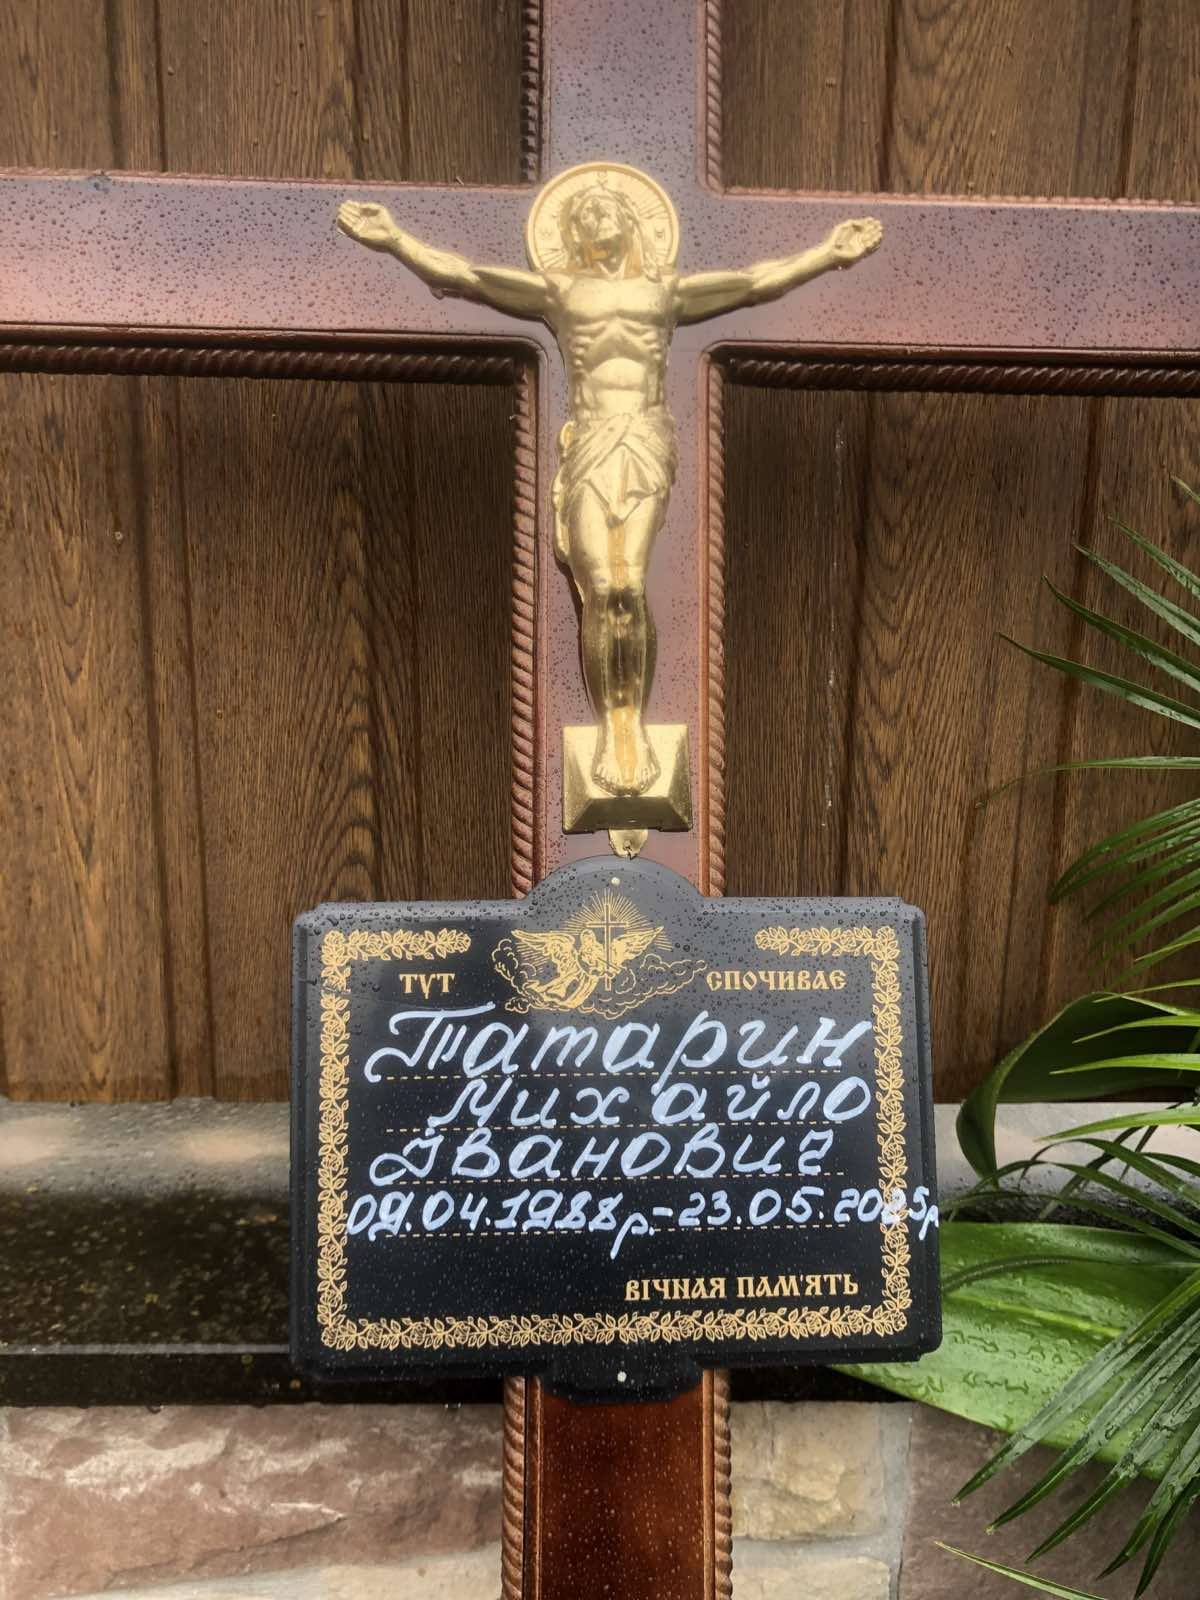 ТУТ СПОЧИВАЄ
Татарин
Михайло
Іванович
09.04.1988р.-23.05.2025р
ВІЧНАЯ ПАМ'ЯТЬ